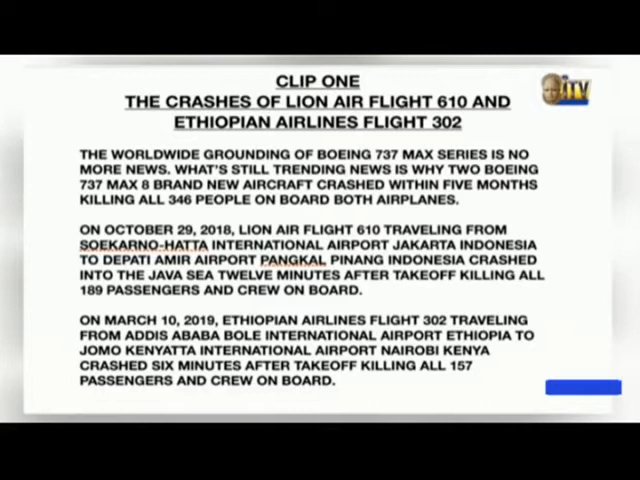 CLIP ONE
THE CRASHES OF LION AIR FLIGHT 610 AND
ETHIOPIAN AIRLINES FLIGHT 302
iTV
THE WORLDWIDE GROUNDING OF BOEING 737 MAX SERIES IS NO
MORE NEWS. WHAT'S STILL TRENDING NEWS IS WHY TWO BOEING
737 MAX 8 BRAND NEW AIRCRAFT CRASHED WITHIN FIVE MONTHS
KILLING ALL 346 PEOPLE ON BOARD BOTH AIRPLANES.
ON OCTOBER 29, 2018, LION AIR FLIGHT 610 TRAVELING FROM
SOEKARNO-HATTA INTERNATIONAL AIRPORT JAKARTA INDONESIA
TO DEPATI AMIR AIRPORT PANGKAL PINANG INDONESIA CRASHED
INTO THE JAVA SEA TWELVE MINUTES AFTER TAKEOFF KILLING ALL
189 PASSENGERS AND CREW ON BOARD.
ON MARCH 10, 2019, ETHIOPIAN AIRLINES FLIGHT 302 TRAVELING
FROM ADDIS ABABA BOLE INTERNATIONAL AIRPORT ETHIOPIA TO
JOMO KENYATTA INTERNATIONAL AIRPORT NAIROBI KENYA
CRASHED SIX MINUTES AFTER TAKEOFF KILLING ALL 157
PASSENGERS AND CREW ON BOARD.